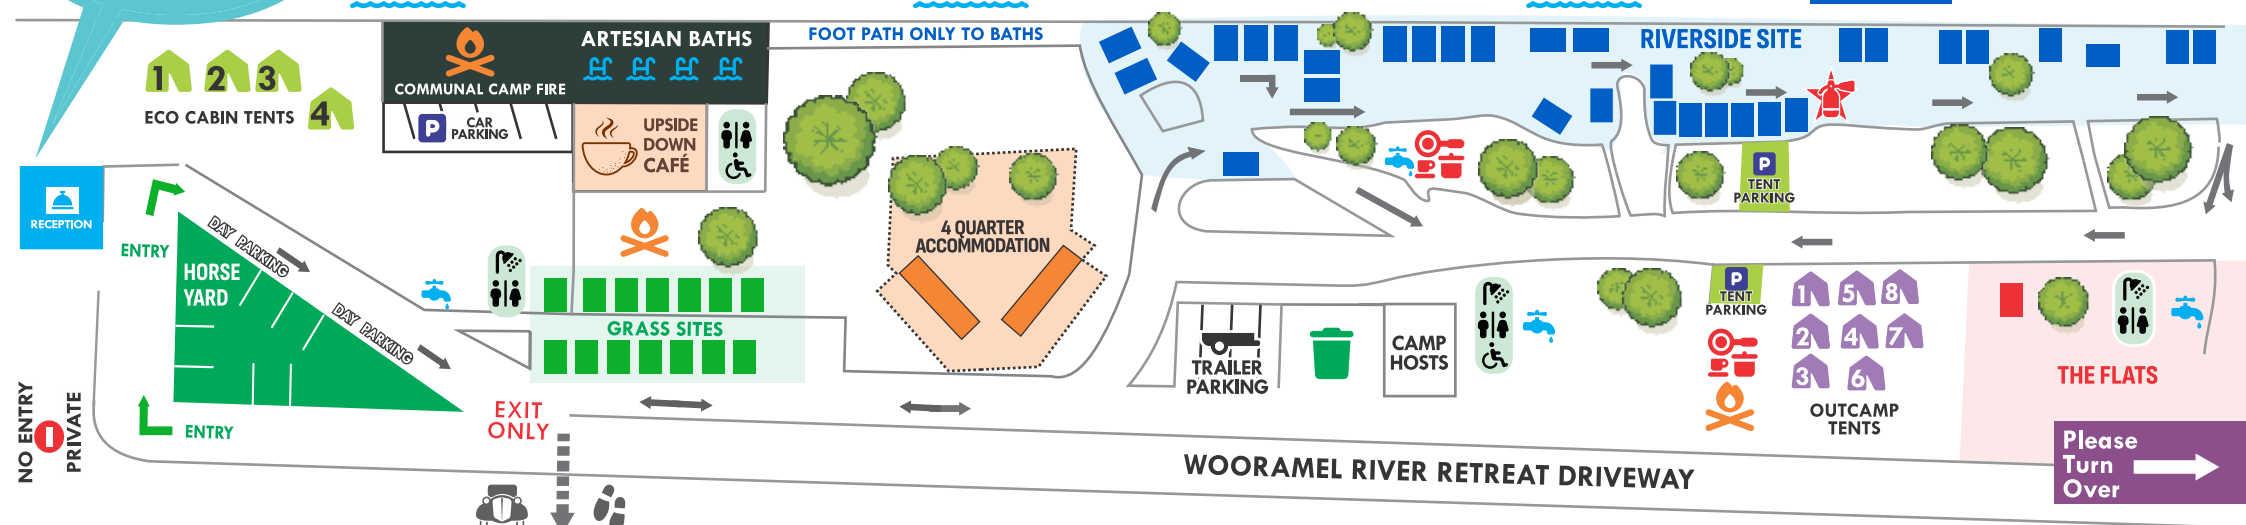 ARTESIAN BATHS
FOOT PATH ONLY TO BATHS
RIVERSIDE SITE
1
2
3
4
ECO CABIN TENTS
COMMUNAL CAMP FIRE
P
CAR
PARKING
UPSIDE
DOWN
CAFÉ
P
TENT
PARKING
RECEPTION
ENTRY
DAY PARKING
HORSE
YARD
DAY PARKING
4 QUARTER
ACCOMMODATION
GRASS SITES
TRAILER
PARKING
CAMP
HOSTS
P
TENT
PARKING
1
5
8
2
4
7
3
6
OUTCAMP
TENTS
THE FLATS
NO ENTRY
PRIVATE
ENTRY
EXIT
ONLY
WOORAMEL RIVER RETREAT DRIVEWAY
Please
Turn
Over